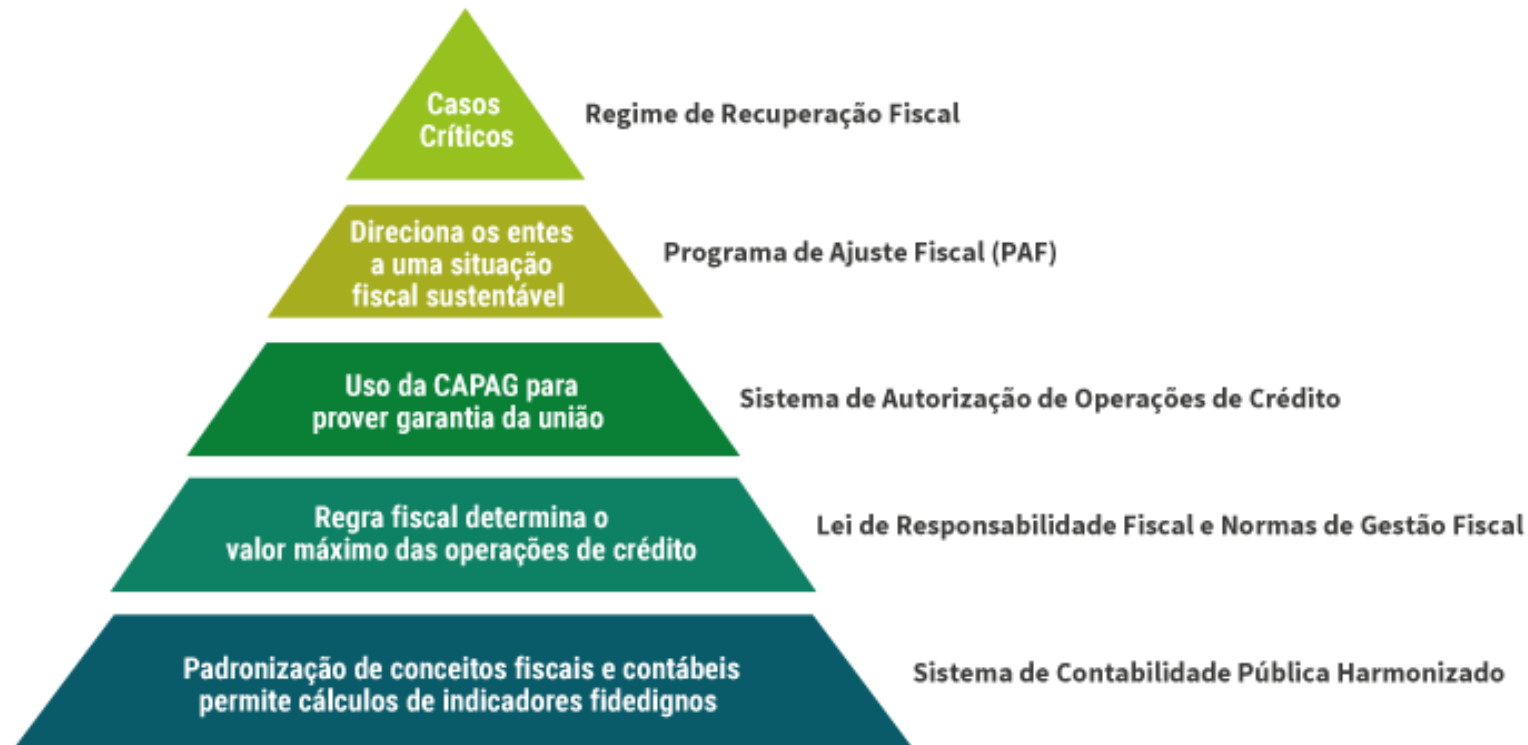 Casos
Críticos
Regime de Recuperação Fiscal
Direciona os entes
a uma situação
fiscal sustentável
Programa de Ajuste Fiscal (PAF)
Uso da CAPAG para
prover garantia da união
Sistema de Autorização de Operações de Crédito
Regra fiscal determina o
valor máximo das operações de crédito
Lei de Responsabilidade Fiscal e Normas de Gestão Fiscal
Padronização de conceitos fiscais e contábeis
permite cálculos de indicadores fidedignos
Sistema de Contabilidade Pública Harmonizado